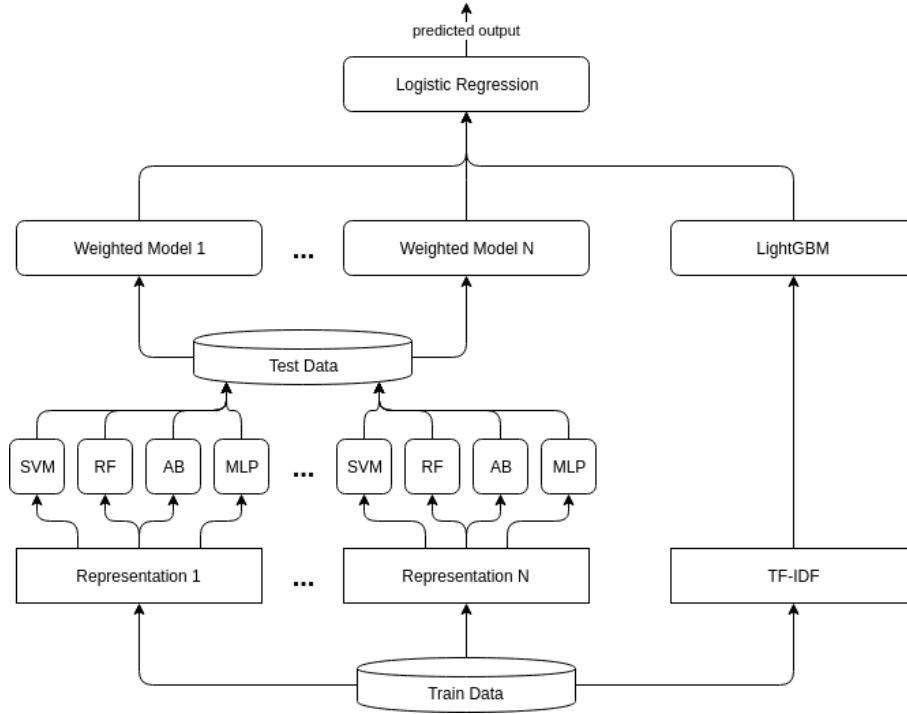 predicted output
Logistic Regression
Weighted Model 1 ... Weighted Model N LightGBM
Test Data
SVM RF AB MLP ... SVM RF AB MLP
Representation 1 ... Representation N TF-IDF
Train Data